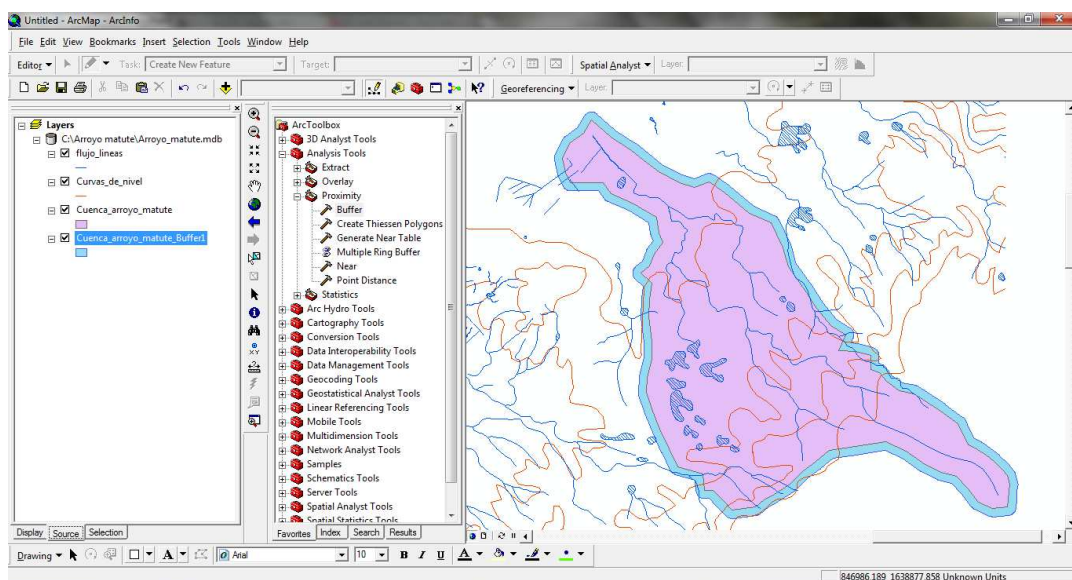 Untitled - ArcMap - ArcInfo
File Edit View Bookmarks Insert Selection Tools Window Help
Editor Task: Create New Feature Target: Spatial Analyst Layer:
Georeferencing Layer:
Layers
C:\Arroyo matute\Arroyo_matute.mdb
flujo_lineas
Curvas_de_nivel
Cuenca_arroyo_matute
Cuenca_arroyo_matute_Buffer1
Display Source Selection
ArcToolbox
3D Analyst Tools
Analysis Tools
Extract
Overlay
Proximity
Buffer
Create Thiessen Polygons
Generate Near Table
Multiple Ring Buffer
Near
Point Distance
Statistics
Arc Hydro Tools
Cartography Tools
Conversion Tools
Data Interoperability Tools
Data Management Tools
Geocoding Tools
Geostatistical Analyst Tools
Linear Referencing Tools
Mobile Tools
Multidimension Tools
Network Analyst Tools
Samples
Schematics Tools
Server Tools
Spatial Analyst Tools
Spatial Statistics Tools
Favorites Index Search Results
Drawing A Arial 10 B I U A
846986.189 1638877.858 Unknown Units